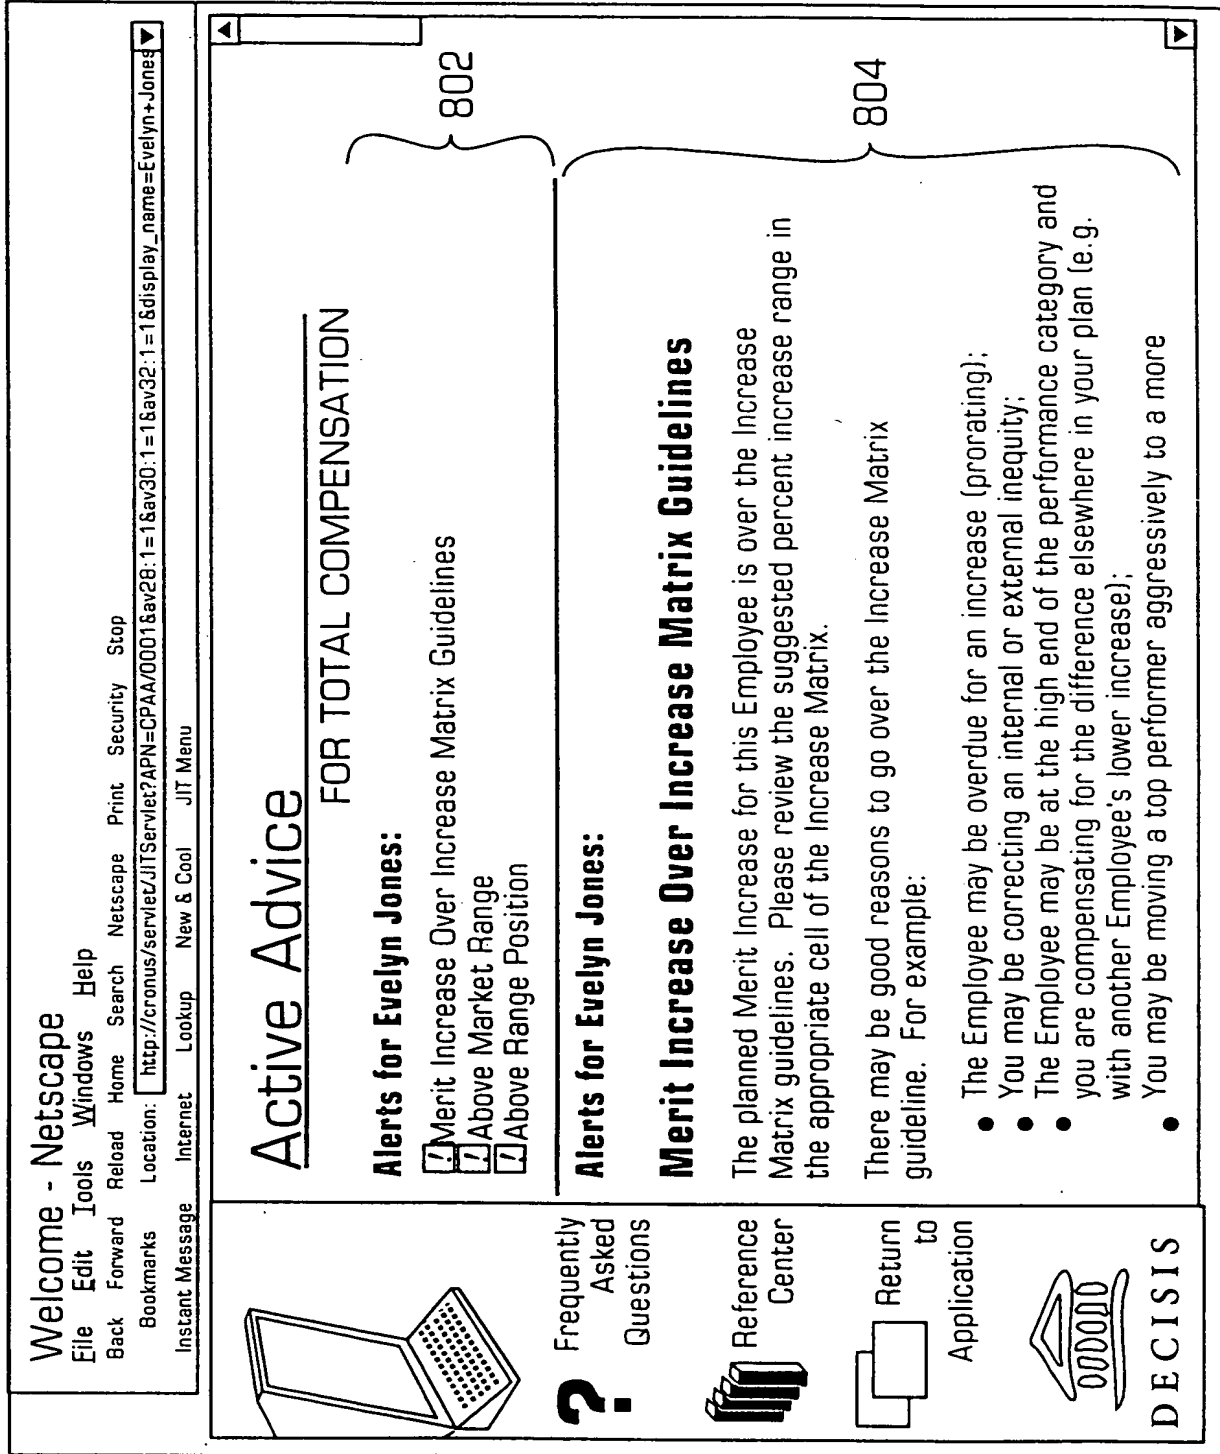 Welcome - Netscape
File Edit Tools Windows Help
Back Forward Reload Home Search Netscape Print Security Stop
Bookmarks Location: http://cronus/servlet/JITServlet?APN=CPAA/0001&av28:1=1&av30:1=1&av32:1=1&display_name=Evelyn+Jones
Instant Message Internet Lookup New & Cool JIT Menu
Active Advice
FOR TOTAL COMPENSATION
Alerts for Evelyn Jones:
! Merit Increase Over Increase Matrix Guidelines
! Above Market Range
! Above Range Position
802
Alerts for Evelyn Jones:
Merit Increase Over Increase Matrix Guidelines
The planned Merit Increase for this Employee is over the Increase
Matrix guidelines. Please review the suggested percent increase range in
the appropriate cell of the Increase Matrix.
There may be good reasons to go over the Increase Matrix
guideline. For example:
● The Employee may be overdue for an increase (prorating);
● You may be correcting an internal or external inequity;
● The Employee may be at the high end of the performance category and
you are compensating for the difference elsewhere in your plan (e.g.
with another Employee's lower increase);
● You may be moving a top performer aggressively to a more
804
? Frequently
Asked
Questions
Reference
Center
Return
to
Application
DECISIS